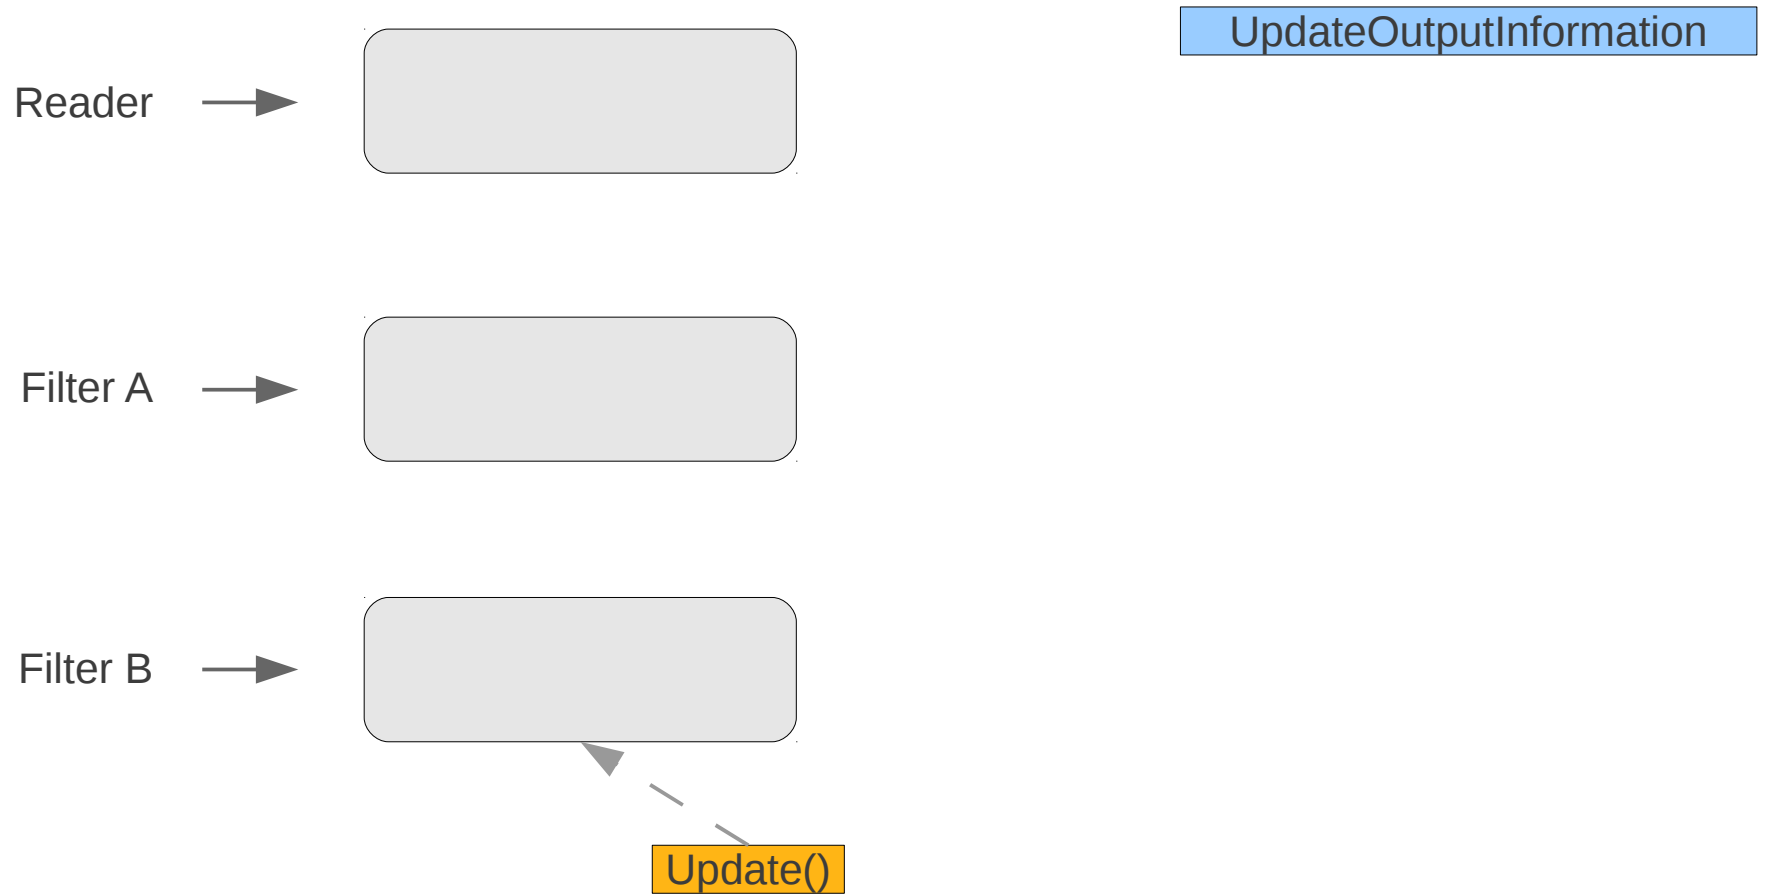 UpdateOutputInformation
Reader
Filter A
Filter B
Update()